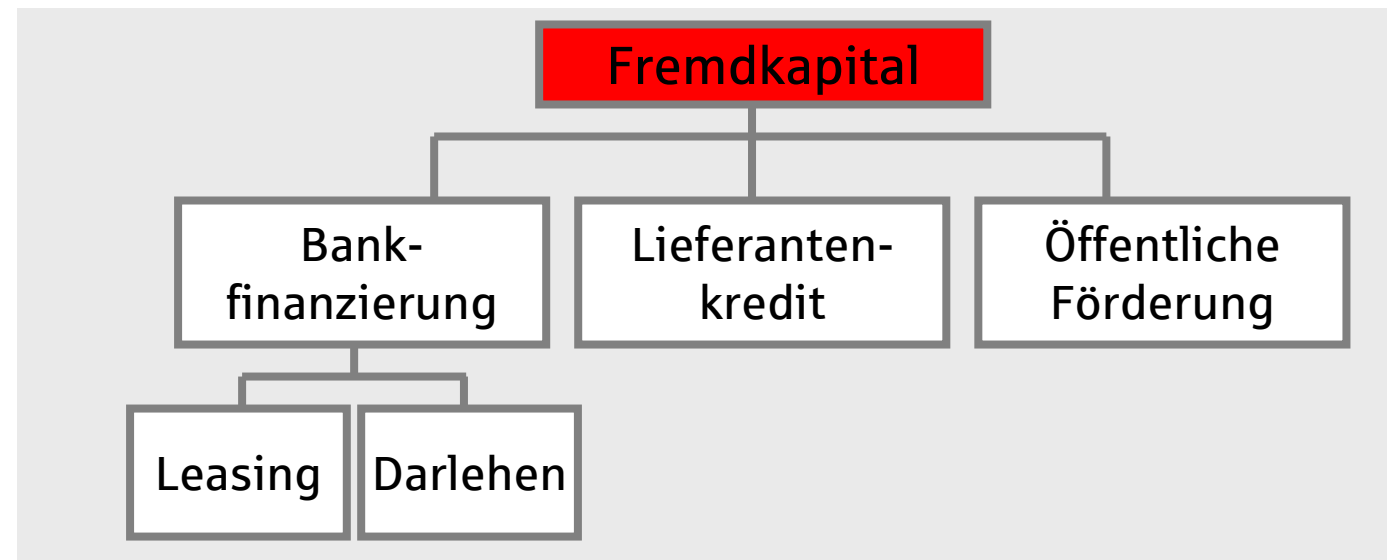 Fremdkapital
Bank-
finanzierung
Lieferanten-
kredit
Öffentliche
Förderung
Leasing
Darlehen